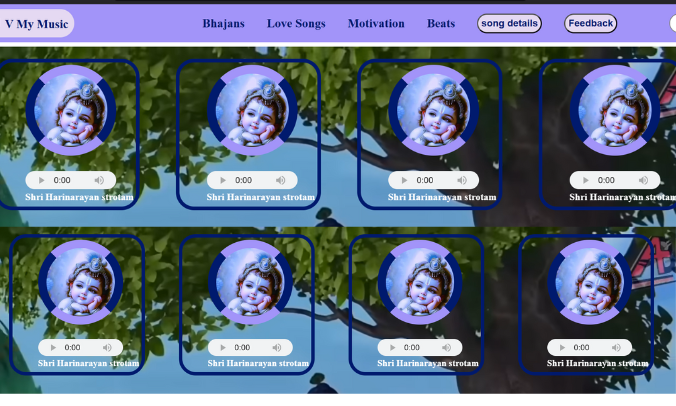 V My Music
Bhajans Love Songs Motivation Beats song details Feedback
0:00 0:00 0:00 0:00
Shri Harinarayan strotam Shri Harinarayan strotam Shri Harinarayan strotam Shri Harinarayan strotam
0:00 0:00 0:00 0:00
Shri Harinarayan strotam Shri Harinarayan strotam Shri Harinarayan strotam Shri Harinarayan strotam